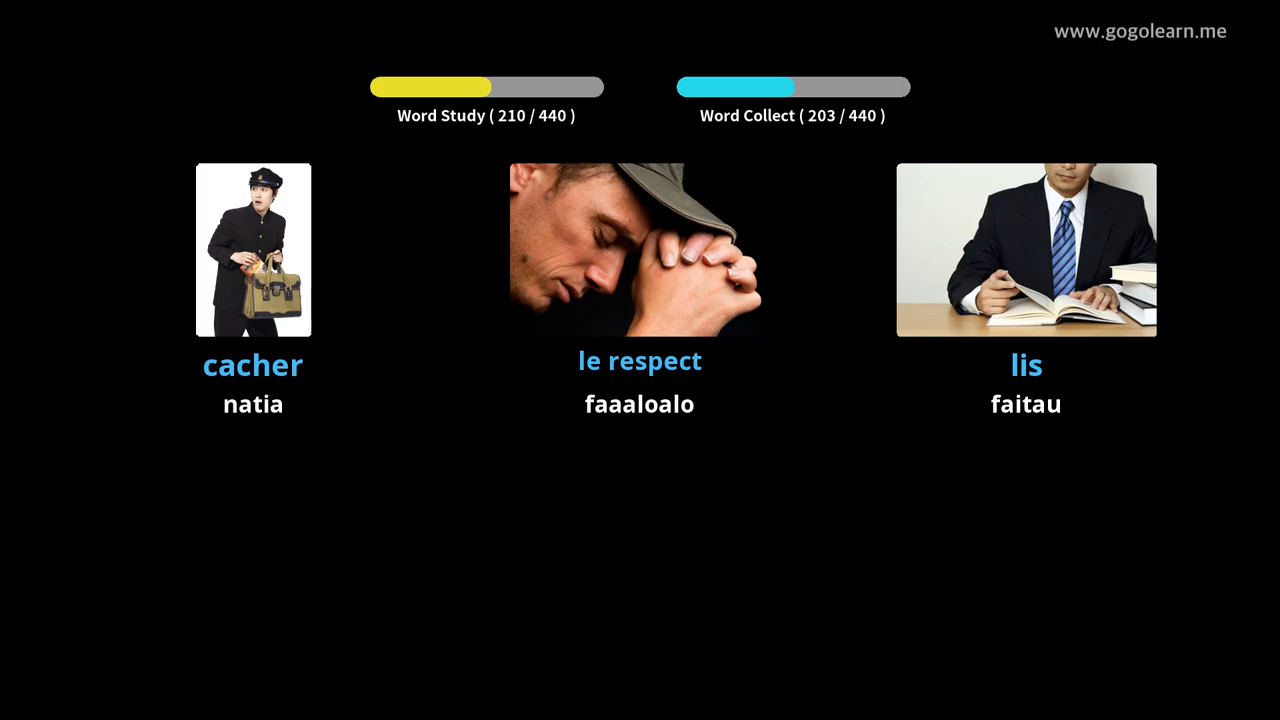 www.gogolearn.me
Word Study ( 210 / 440 )
Word Collect ( 203 / 440 )
cacher
natia
le respect
faaaloalo
lis
faitau